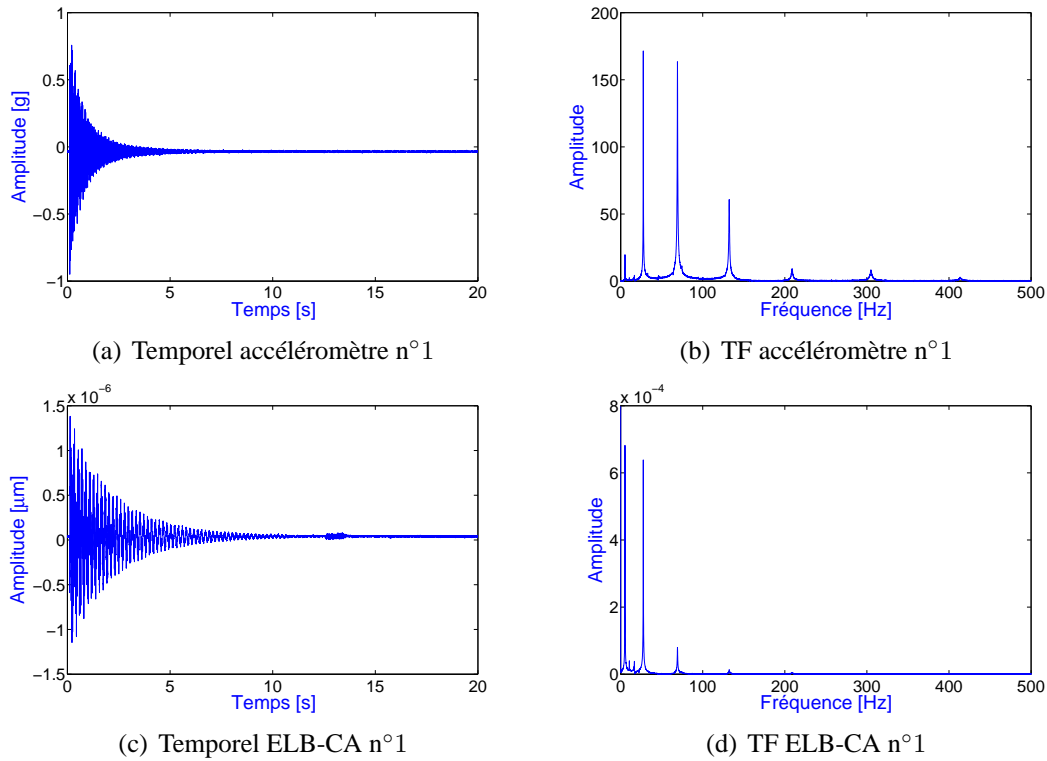 1
0.5
0
−0.5
−1
Amplitude [g]
0 5 10 15 20
Temps [s]
(a) Temporel accéléromètre n°1
200
150
100
50
0
Amplitude
0 100 200 300 400 500
Fréquence [Hz]
(b) TF accéléromètre n°1
x 10⁻⁶
1.5
1
0.5
0
−0.5
−1
−1.5
Amplitude [µm]
0 5 10 15 20
Temps [s]
(c) Temporel ELB-CA n°1
x 10⁻⁴
8
6
4
2
0
Amplitude
0 100 200 300 400 500
Fréquence [Hz]
(d) TF ELB-CA n°1